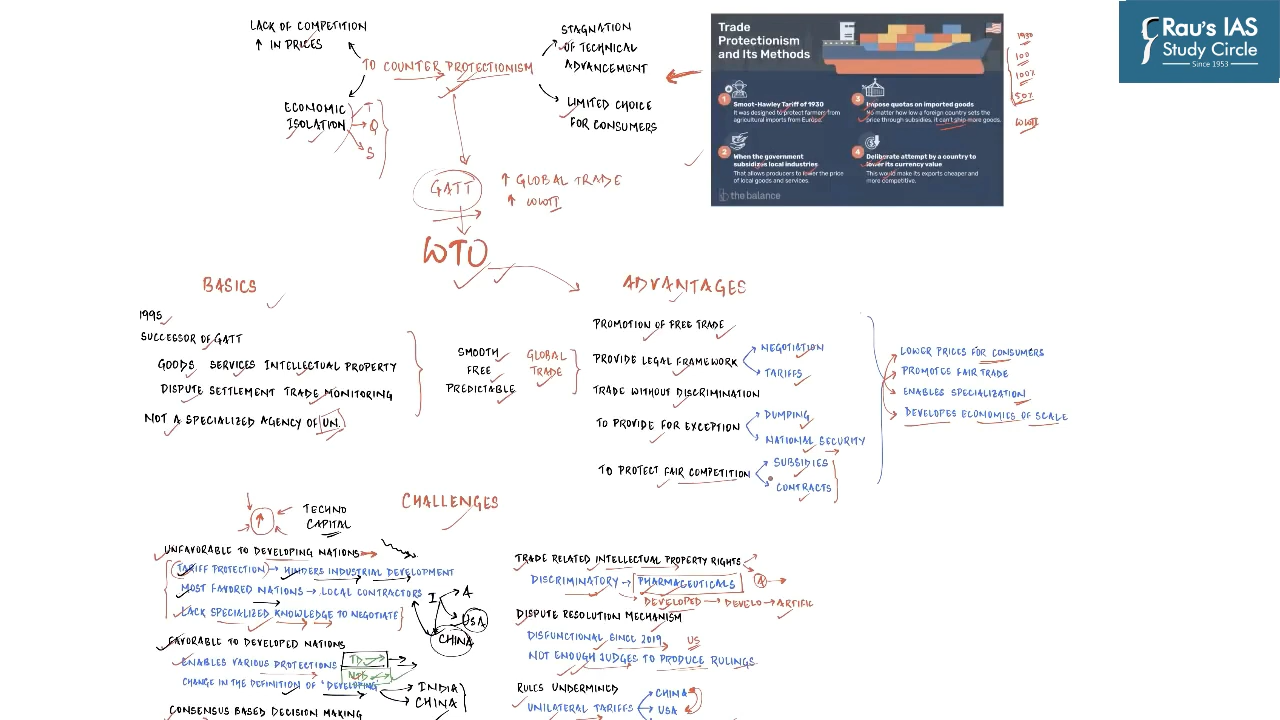 LACK OF COMPETITION
↑ IN PRICES
TO COUNTER PROTECTIONISM
ECONOMIC
ISOLATION
T
Q
S
STAGNATION
OF TECHNICAL
ADVANCEMENT
LIMITED CHOICE
FOR CONSUMERS
Trade
Protectionism
and Its Methods
1
Smoot-Hawley Tariff of 1930
It was designed to protect farmers from
agricultural imports from Europe.
2
When the government
subsidizes local industries
That allows producers to lower the price
of local goods and services.
3
Impose quotas on imported goods
No matter how low a foreign country sets the
price through subsidies, it can't ship more goods.
4
Deliberate attempt by a country to
lower its currency value
This would make its exports cheaper and
more competitive.
the balance
1930
100
100%
50%
WWII
Rau's IAS
Study Circle
Since 1953
GATT
↑ GLOBAL TRADE
↑ WWII
WTO
BASICS
1995
SUCCESSOR OF GATT
GOODS SERVICES INTELLECTUAL PROPERTY
DISPUTE SETTLEMENT TRADE MONITORING
NOT A SPECIALIZED AGENCY OF UN.
SMOOTH
FREE
PREDICTABLE
GLOBAL
TRADE
ADVANTAGES
PROMOTION OF FREE TRADE
PROVIDE LEGAL FRAMEWORK
NEGOTIATION
TARIFFS
TRADE WITHOUT DISCRIMINATION
TO PROVIDE FOR EXCEPTION
DUMPING
NATIONAL SECURITY
TO PROTECT FAIR COMPETITION
SUBSIDIES
CONTRACTS
LOWER PRICES FOR CONSUMERS
PROMOTES FAIR TRADE
ENABLES SPECIALIZATION
DEVELOPES ECONOMIES OF SCALE
CHALLENGES
↑
TECHNO
CAPITAL
UNFAVORABLE TO DEVELOPING NATIONS
TARIFF PROTECTION → HINDERS INDUSTRIAL DEVELOPMENT
MOST FAVORED NATIONS → LOCAL CONTRACTORS
LACK SPECIALIZED KNOWLEDGE TO NEGOTIATE
I
A
USA
CHINA
FAVORABLE TO DEVELOPED NATIONS
ENABLES VARIOUS PROTECTIONS
CHANGE IN THE DEFINITION OF "DEVELOPING"
INDIA
CHINA
CONSENSUS BASED DECISION MAKING
TRADE RELATED INTELLECTUAL PROPERTY RIGHTS
DISCRIMINATORY → PHARMACEUTICALS
DEVELOPED → DEVELO → ARTIFIC
DISPUTE RESOLUTION MECHANISM
DISFUNCTIONAL SINCE 2019 US
NOT ENOUGH JUDGES TO PRODUCE RULINGS
RULES UNDERMINED
UNILATERAL TARIFFS
CHINA
USA